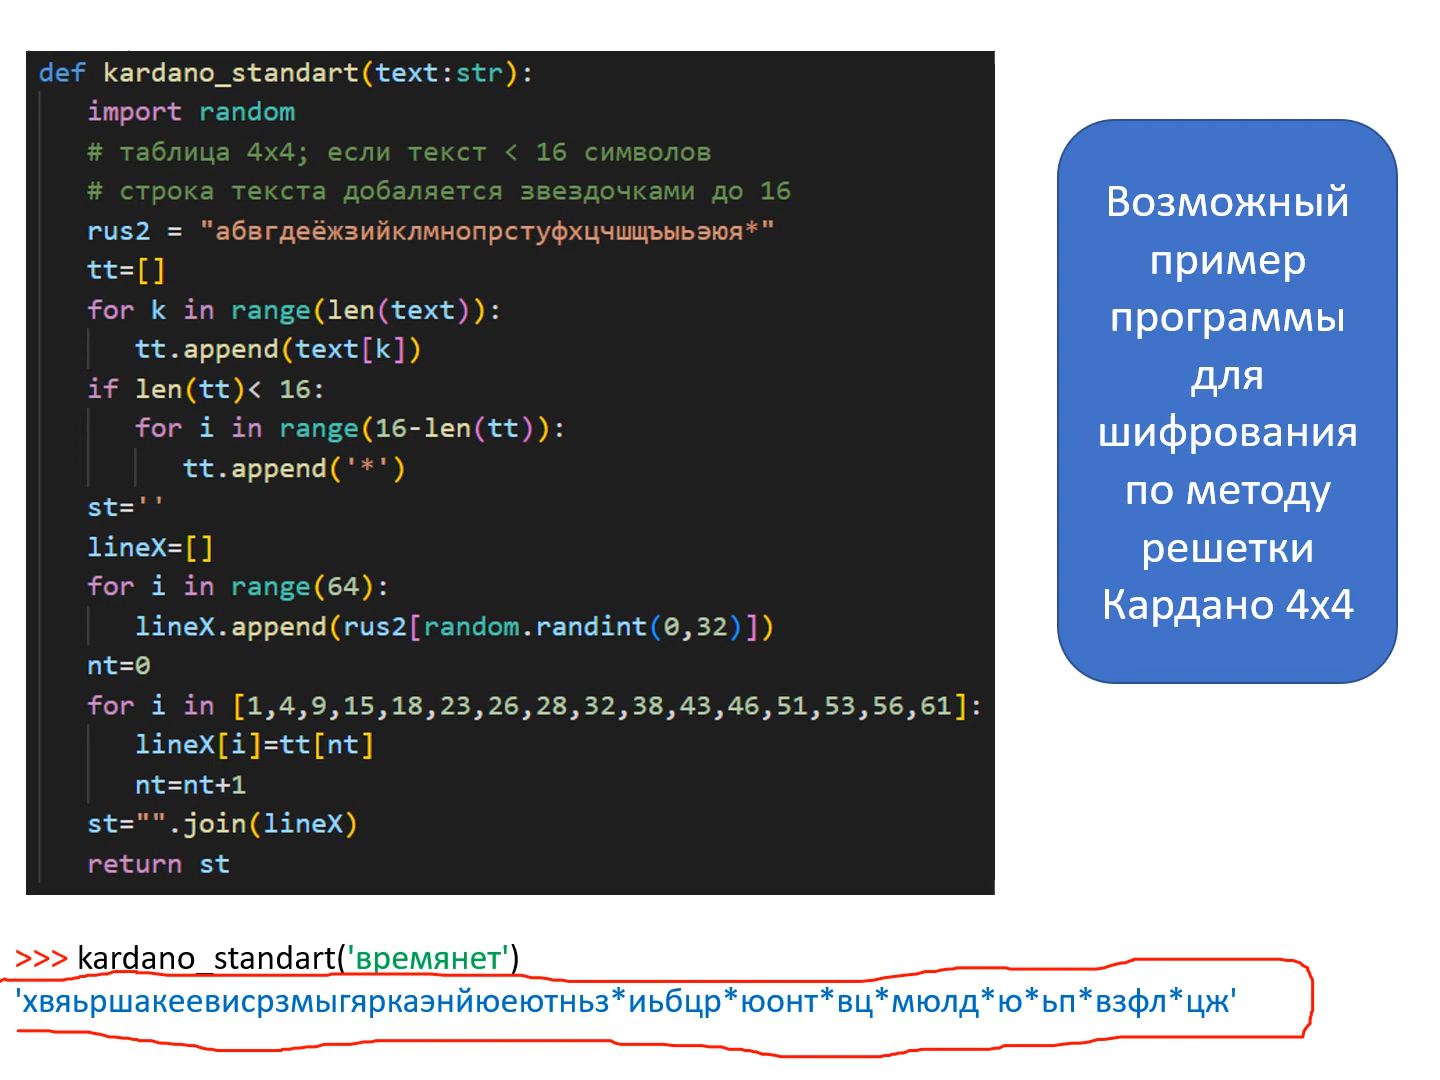 def kardano_standart(text:str):
import random
# таблица 4х4; если текст < 16 символов
# строка текста добаляется звездочками до 16
rus2 = "абвгдеёжзийклмнопрстуфхцчшщъыьэюя*"
tt=[]
for k in range(len(text)):
tt.append(text[k])
if len(tt)< 16:
for i in range(16-len(tt)):
tt.append('*')
st=''
lineX=[]
for i in range(64):
lineX.append(rus2[random.randint(0,32)])
nt=0
for i in [1,4,9,15,18,23,26,28,32,38,43,46,51,53,56,61]:
lineX[i]=tt[nt]
nt=nt+1
st="".join(lineX)
return st
Возможный
пример
программы
для
шифрования
по методу
решетки
Кардано 4х4
>>> kardano_standart('времянет')
'хвяьршакеевисрзмыгяркаэнйюеютньз*иьбцр*юонт*вц*мюлд*ю*ьп*взфл*цж'